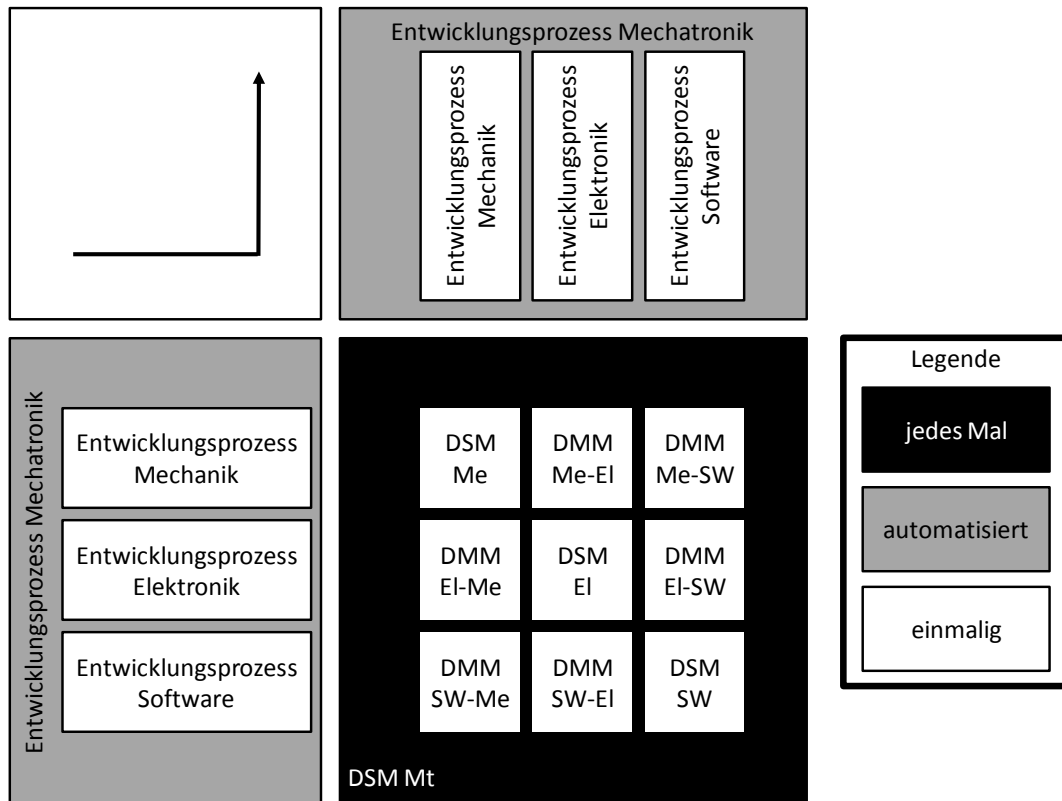 Entwicklungsprozess Mechatronik
Entwicklungsprozess
Mechanik
Entwicklungsprozess
Elektronik
Entwicklungsprozess
Software
Entwicklungsprozess Mechatronik
Entwicklungsprozess
Mechanik
Entwicklungsprozess
Elektronik
Entwicklungsprozess
Software
DSM
Me
DMM
Me-El
DMM
Me-SW
DMM
El-Me
DSM
El
DMM
El-SW
DMM
SW-Me
DMM
SW-El
DSM
SW
DSM Mt
Legende
jedes Mal
automatisiert
einmalig